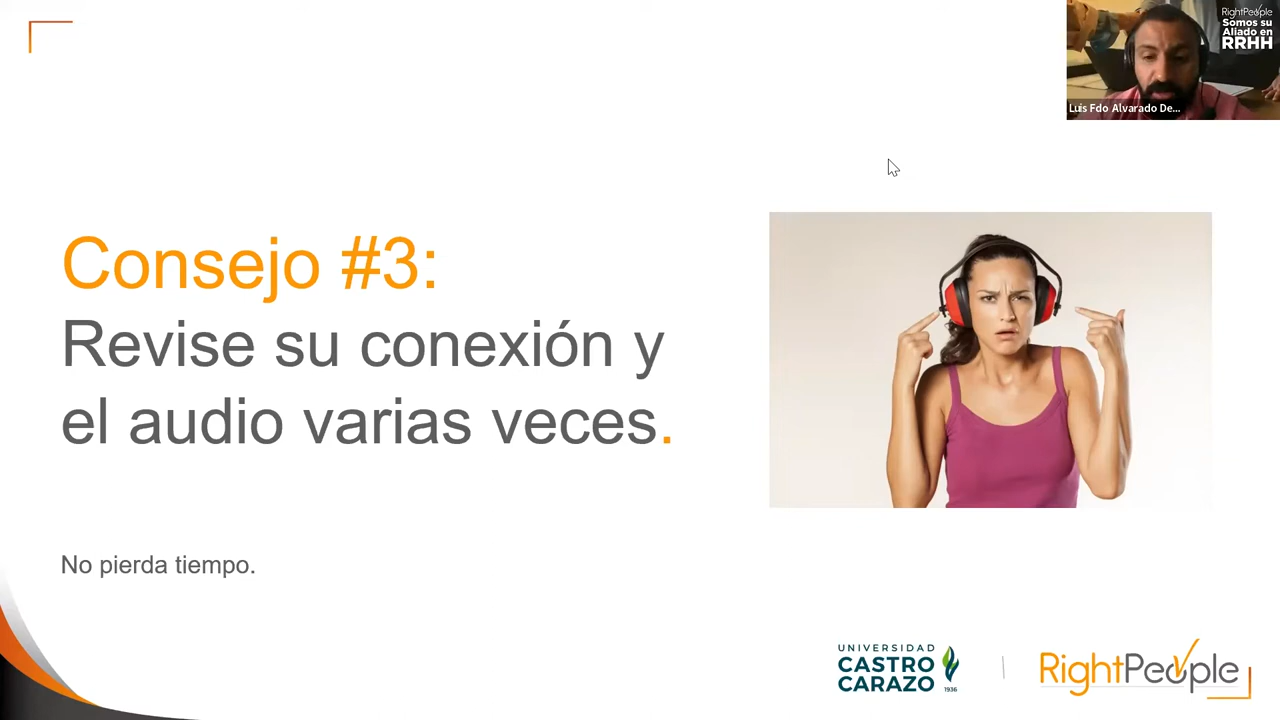 RightPeople
Somos su
Aliado en
RRHH
Luis Fdo Alvarado De...
Consejo #3:
Revise su conexión y
el audio varias veces.
No pierda tiempo.
UNIVERSIDAD
CASTRO
CARAZO
1936
RightPeople